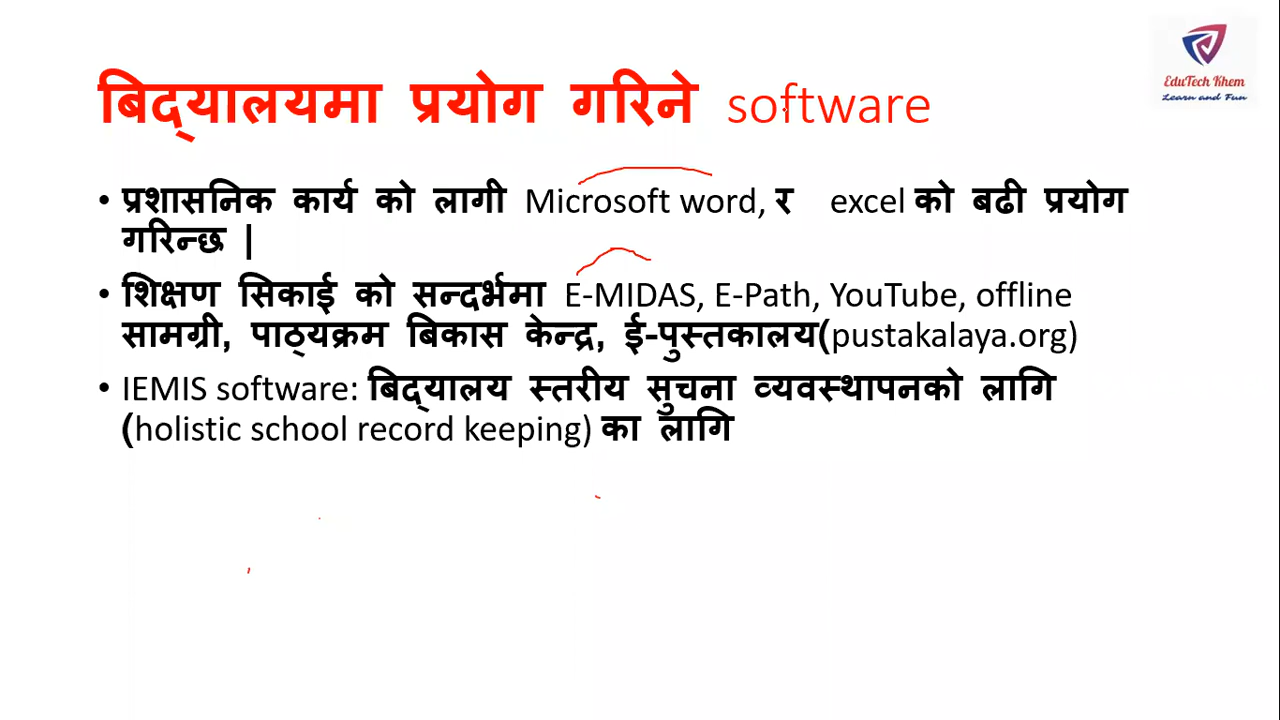 EduTech Khem
Learn and Fun
बिद्यालयमा प्रयोग गरिने software
• प्रशासनिक कार्य को लागी Microsoft word, र excel को बढी प्रयोग
गरिन्छ |
• शिक्षण सिकाई को सन्दर्भमा E-MIDAS, E-Path, YouTube, offline
सामग्री, पाठ्यक्रम बिकास केन्द्र, ई-पुस्तकालय(pustakalaya.org)
• IEMIS software: बिद्यालय स्तरीय सुचना व्यवस्थापनको लागि
(holistic school record keeping) का लागि